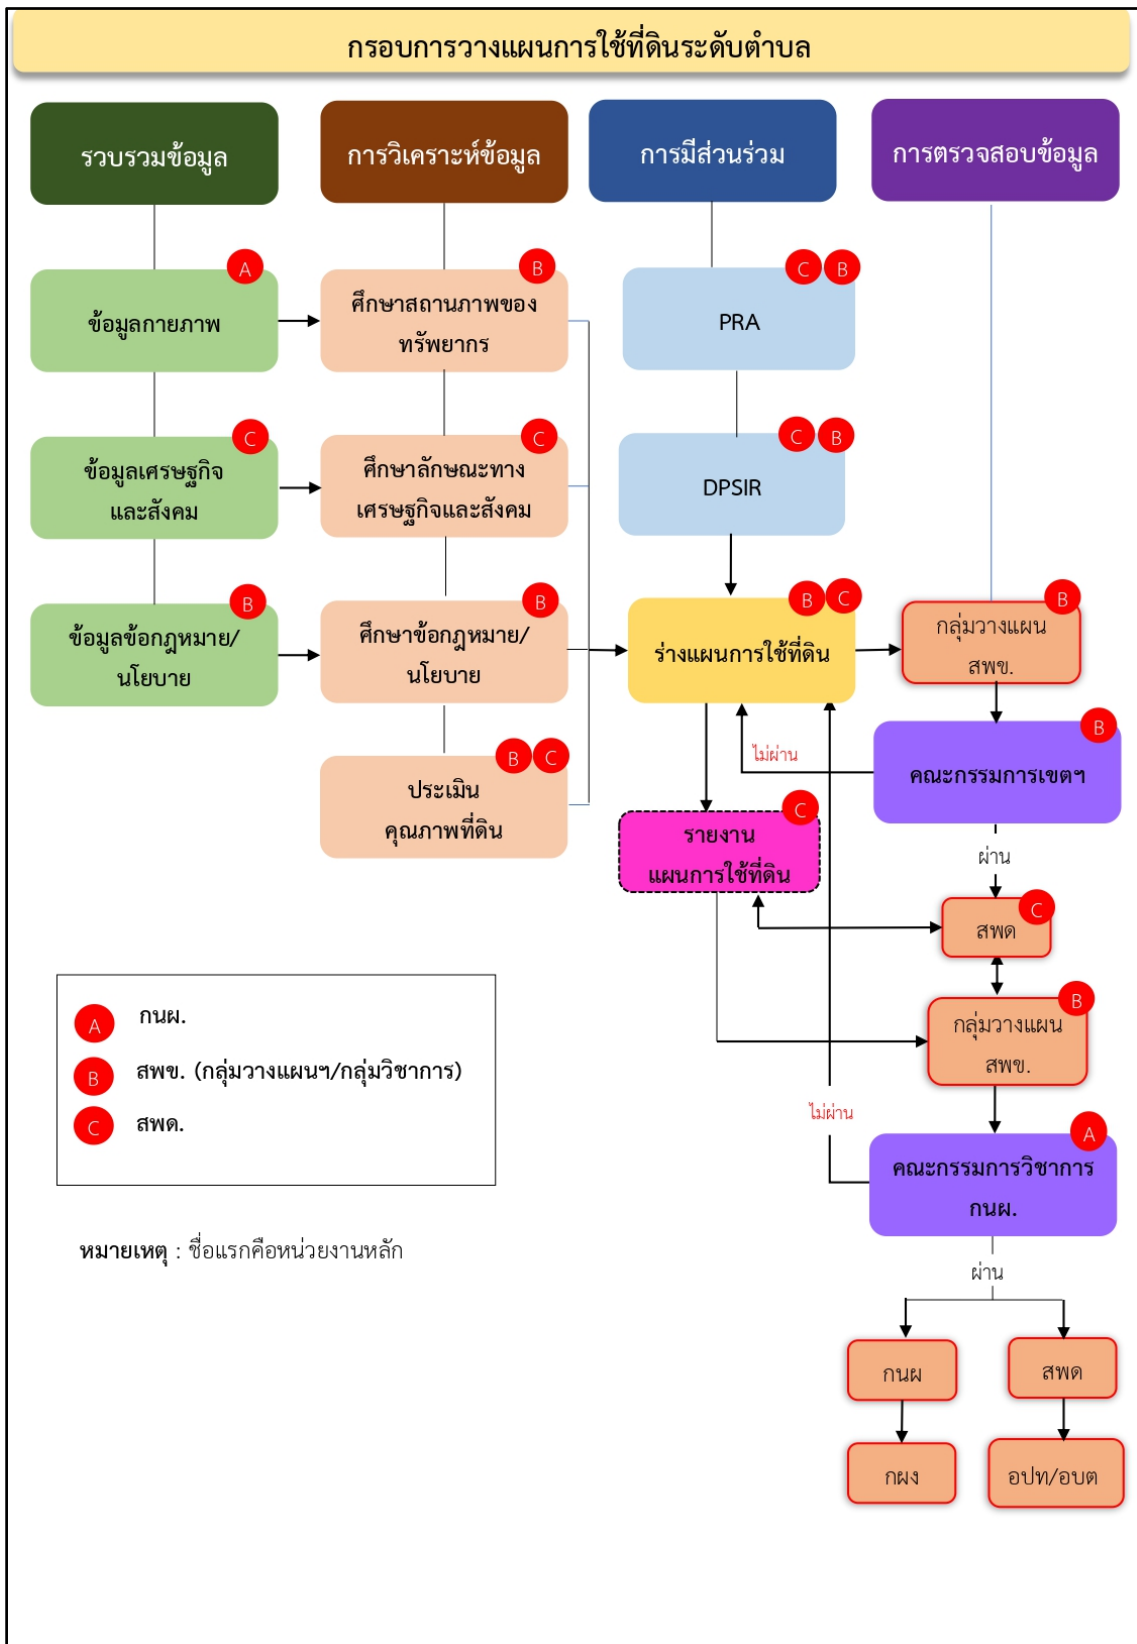 กรอบการวางแผนการใช้ที่ดินระดับตำบล
รวบรวมข้อมูล
การวิเคราะห์ข้อมูล
การมีส่วนร่วม
การตรวจสอบข้อมูล
A
ข้อมูลกายภาพ
B
ศึกษาสถานภาพของ
ทรัพยากร
C B
PRA
C
ข้อมูลเศรษฐกิจ
และสังคม
C
ศึกษาลักษณะทาง
เศรษฐกิจและสังคม
C B
DPSIR
B
ข้อมูลข้อกฎหมาย/
นโยบาย
B
ศึกษาข้อกฎหมาย/
นโยบาย
B C
ร่างแผนการใช้ที่ดิน
B
กลุ่มวางแผน
สพข.
B C
ประเมิน
คุณภาพที่ดิน
ไม่ผ่าน
B
คณะกรรมการเขตฯ
C
รายงาน
แผนการใช้ที่ดิน
ผ่าน
C
สพด
B
กลุ่มวางแผน
สพข.
A กนผ.
B สพข. (กลุ่มวางแผนฯ/กลุ่มวิชาการ)
C สพด.
ไม่ผ่าน
A
คณะกรรมการวิชาการ
กนผ.
หมายเหตุ : ชื่อแรกคือหน่วยงานหลัก
ผ่าน
กนผ
สพด
กผง
อปท/อบต